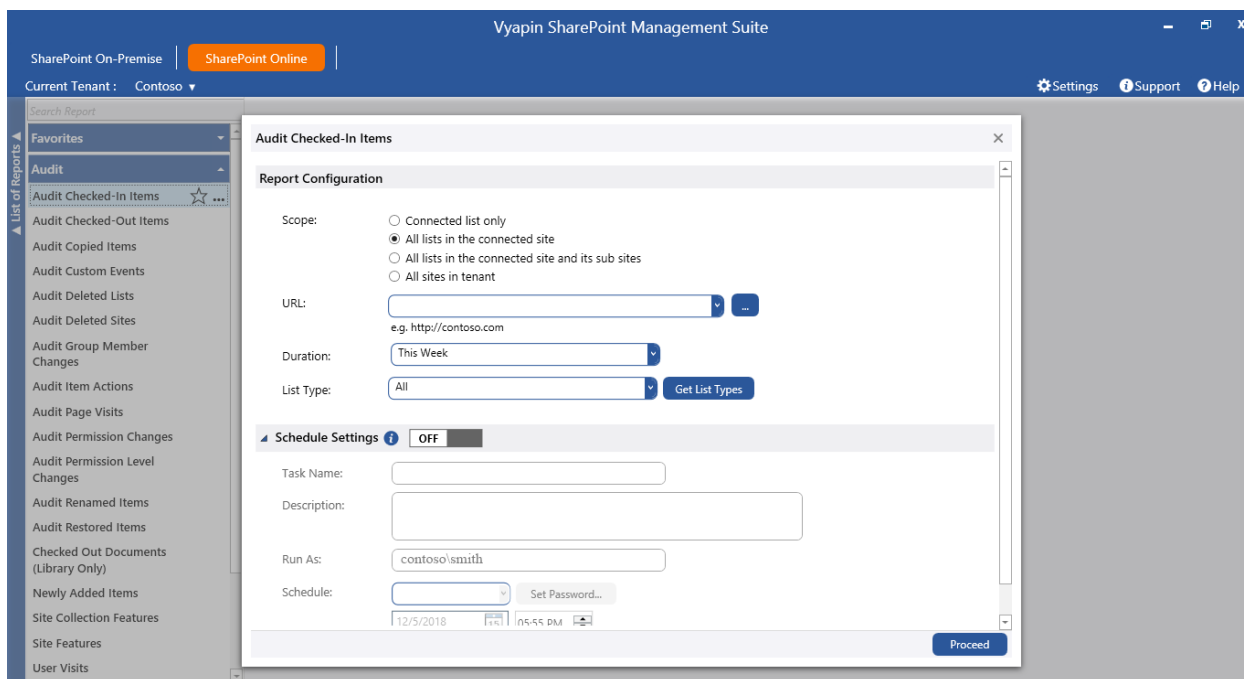 Vyapin SharePoint Management Suite
SharePoint On-Premise
SharePoint Online
Current Tenant : Contoso
Settings
Support
Help
Search Report
List of Reports
Favorites
Audit
Audit Checked-In Items
Audit Checked-Out Items
Audit Copied Items
Audit Custom Events
Audit Deleted Lists
Audit Deleted Sites
Audit Group Member
Changes
Audit Item Actions
Audit Page Visits
Audit Permission Changes
Audit Permission Level
Changes
Audit Renamed Items
Audit Restored Items
Checked Out Documents
(Library Only)
Newly Added Items
Site Collection Features
Site Features
User Visits
Audit Checked-In Items
Report Configuration
Scope:
Connected list only
All lists in the connected site
All lists in the connected site and its sub sites
All sites in tenant
URL:
...
e.g. http://contoso.com
Duration: This Week
List Type: All Get List Types
Schedule Settings OFF
Task Name:
Description:
Run As: contoso\smith
Schedule: Set Password...
12/5/2018 15 05:55 PM
Proceed